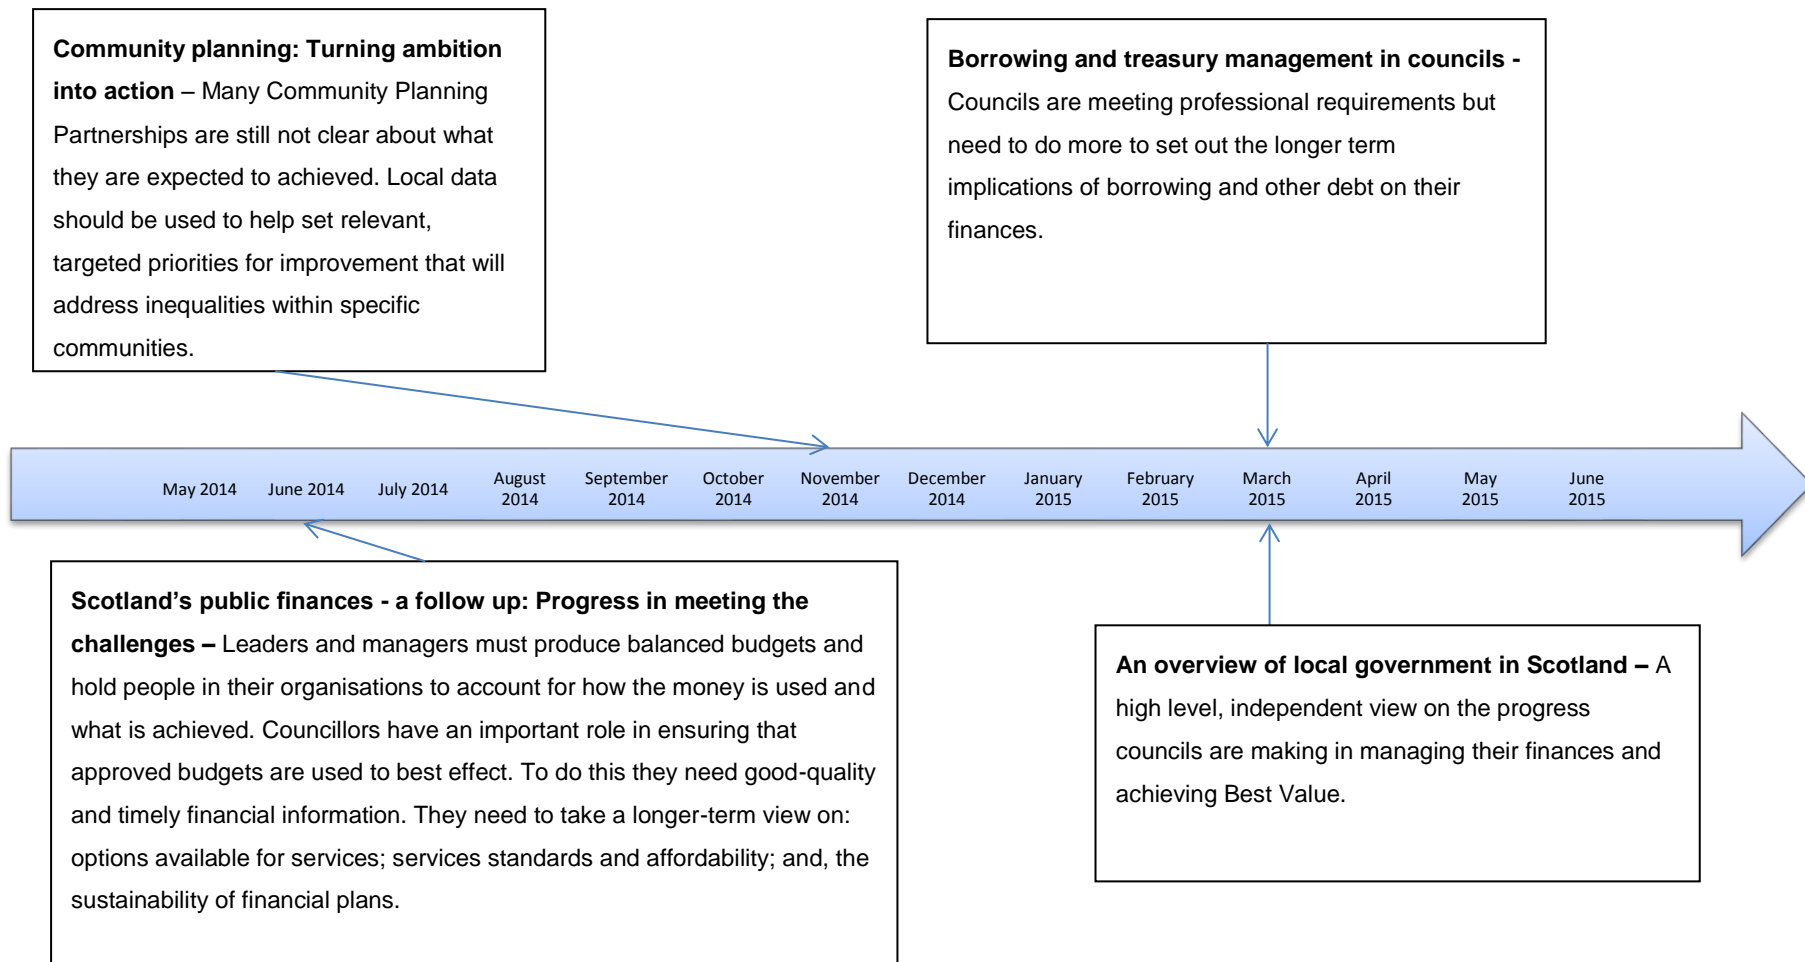 Community planning: Turning ambition
into action – Many Community Planning
Partnerships are still not clear about what
they are expected to achieved. Local data
should be used to help set relevant,
targeted priorities for improvement that will
address inequalities within specific
communities.
Borrowing and treasury management in councils -
Councils are meeting professional requirements but
need to do more to set out the longer term
implications of borrowing and other debt on their
finances.
May 2014
June 2014
July 2014
August
2014
September
2014
October
2014
November
2014
December
2014
January
2015
February
2015
March
2015
April
2015
May
2015
June
2015
Scotland’s public finances - a follow up: Progress in meeting the
challenges – Leaders and managers must produce balanced budgets and
hold people in their organisations to account for how the money is used and
what is achieved. Councillors have an important role in ensuring that
approved budgets are used to best effect. To do this they need good-quality
and timely financial information. They need to take a longer-term view on:
options available for services; services standards and affordability; and, the
sustainability of financial plans.
An overview of local government in Scotland – A
high level, independent view on the progress
councils are making in managing their finances and
achieving Best Value.